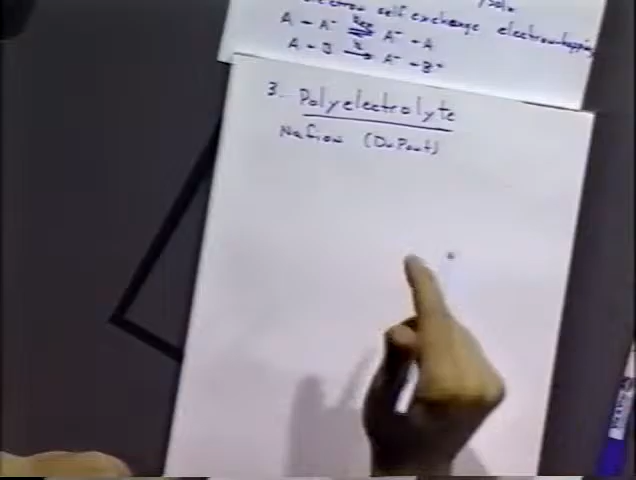 electron self exchange electron hopping
A - A⁻ ⇌ A⁻ - A
A - B → A⁻ - B⁺
3. Polyelectrolyte
Nafion (DuPont)